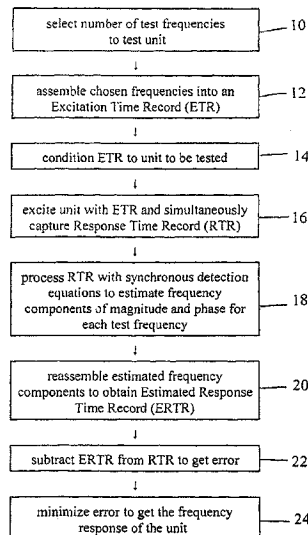 select number of test frequencies
to test unit
10
assemble chosen frequencies into an
Excitation Time Record (ETR)
12
condition ETR to unit to be tested
14
excite unit with ETR and simultaneously
capture Response Time Record (RTR)
16
process RTR with synchronous detection
equations to estimate frequency
components of magnitude and phase for
each test frequency
18
reassemble estimated frequency
components to obtain Estimated Response
Time Record (ERTR)
20
subtract ERTR from RTR to get error
22
minimize error to get the frequency
response of the unit
24